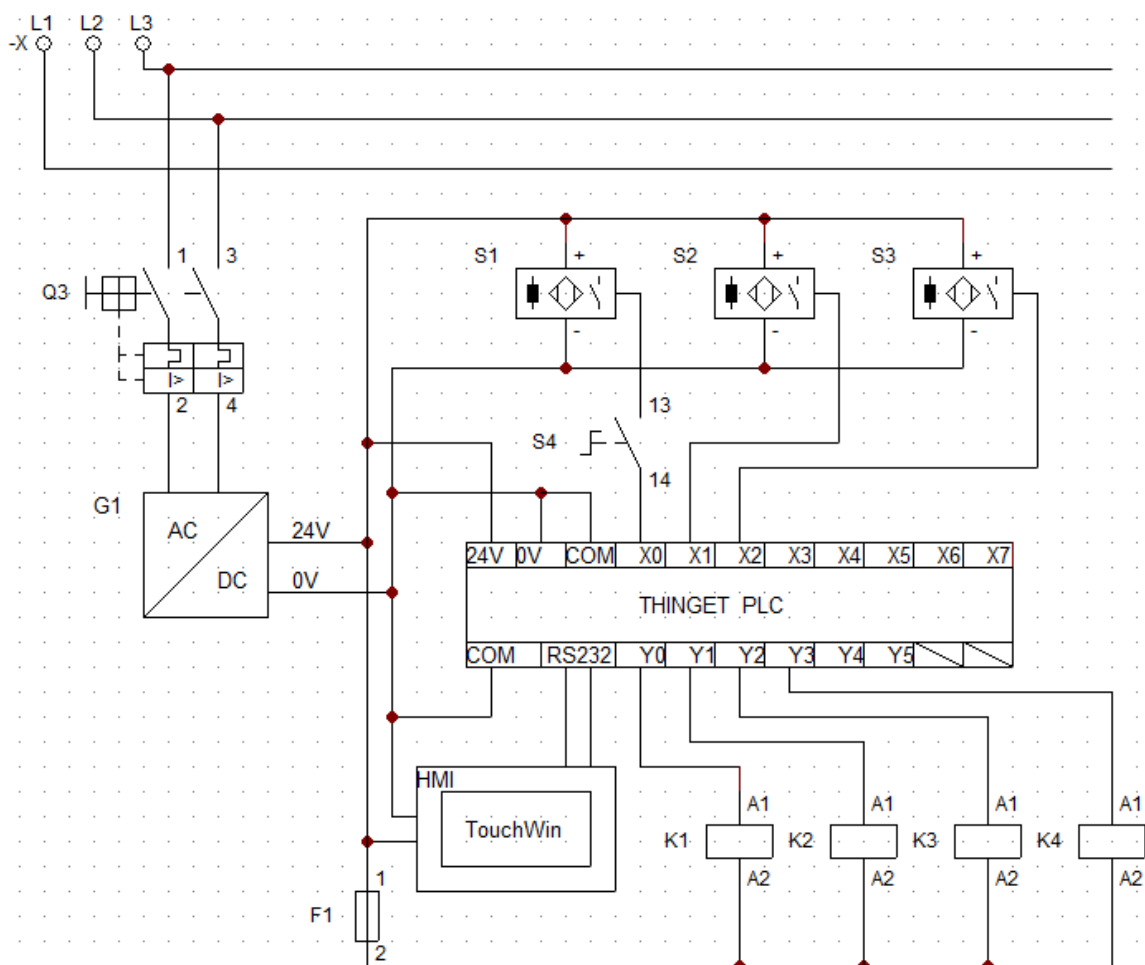 L1 L2 L3
-X
1 3
Q3
I> I>
2 4
S1 + S2 + S3 +
- - -
13
S4
14
G1
AC
DC
24V
0V
24V 0V COM X0 X1 X2 X3 X4 X5 X6 X7
THINGET PLC
COM RS232 Y0 Y1 Y2 Y3 Y4 Y5
HMI
TouchWin
A1 A1 A1 A1
K1 K2 K3 K4
A2 A2 A2 A2
1
F1
2